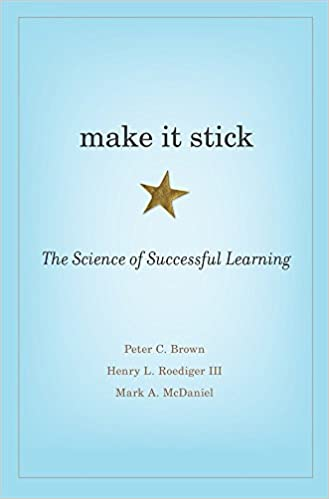 make it stick
The Science of Successful Learning
Peter C. Brown
Henry L. Roediger III
Mark A. McDaniel